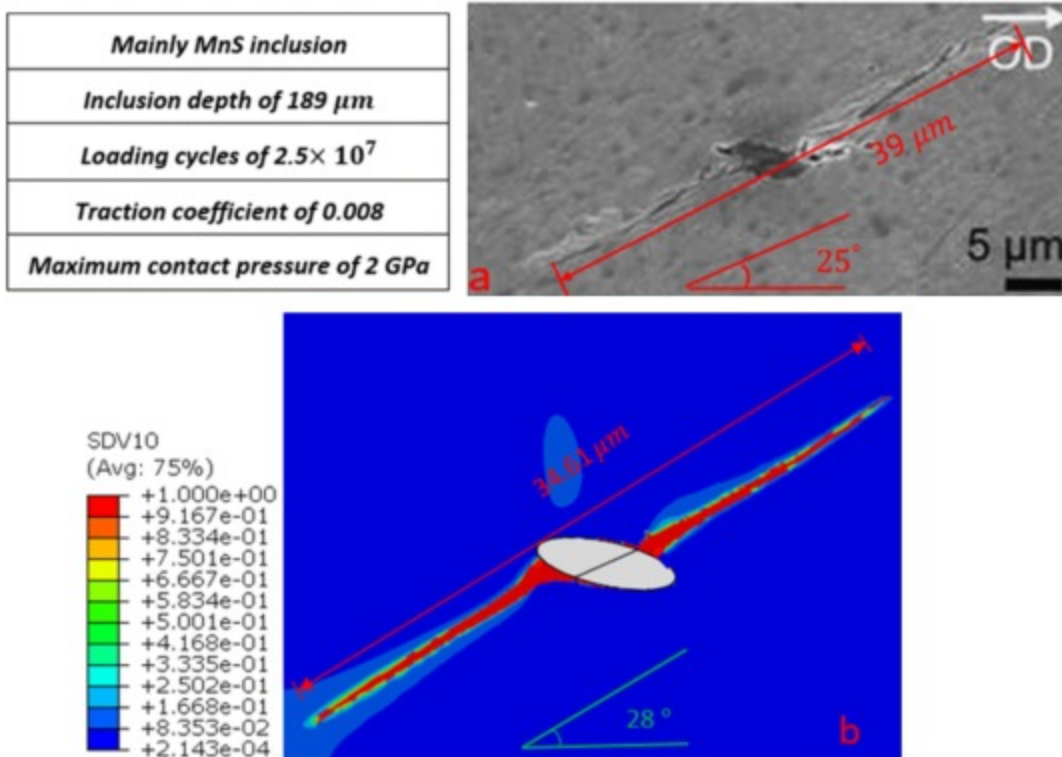 Mainly MnS inclusion
Inclusion depth of 189 μm
Loading cycles of 2.5× 10⁷
Traction coefficient of 0.008
Maximum contact pressure of 2 GPa
OD
39 μm
25°
5 μm
a
μm
SDV10
(Avg: 75%)
+1.000e+00
+9.167e-01
+8.334e-01
+7.501e-01
+6.667e-01
+5.834e-01
+5.001e-01
+4.168e-01
+3.335e-01
+2.502e-01
+1.668e-01
+8.353e-02
+2.143e-04
28 °
b